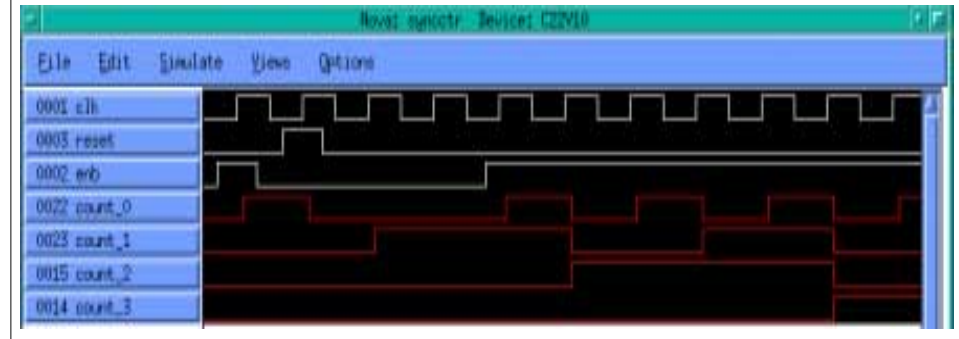 Nova: syncctr Device: C22V10
File Edit Simulate Views Options
0001 clk
0003 reset
0002 enb
0022 count_0
0023 count_1
0015 count_2
0014 count_3